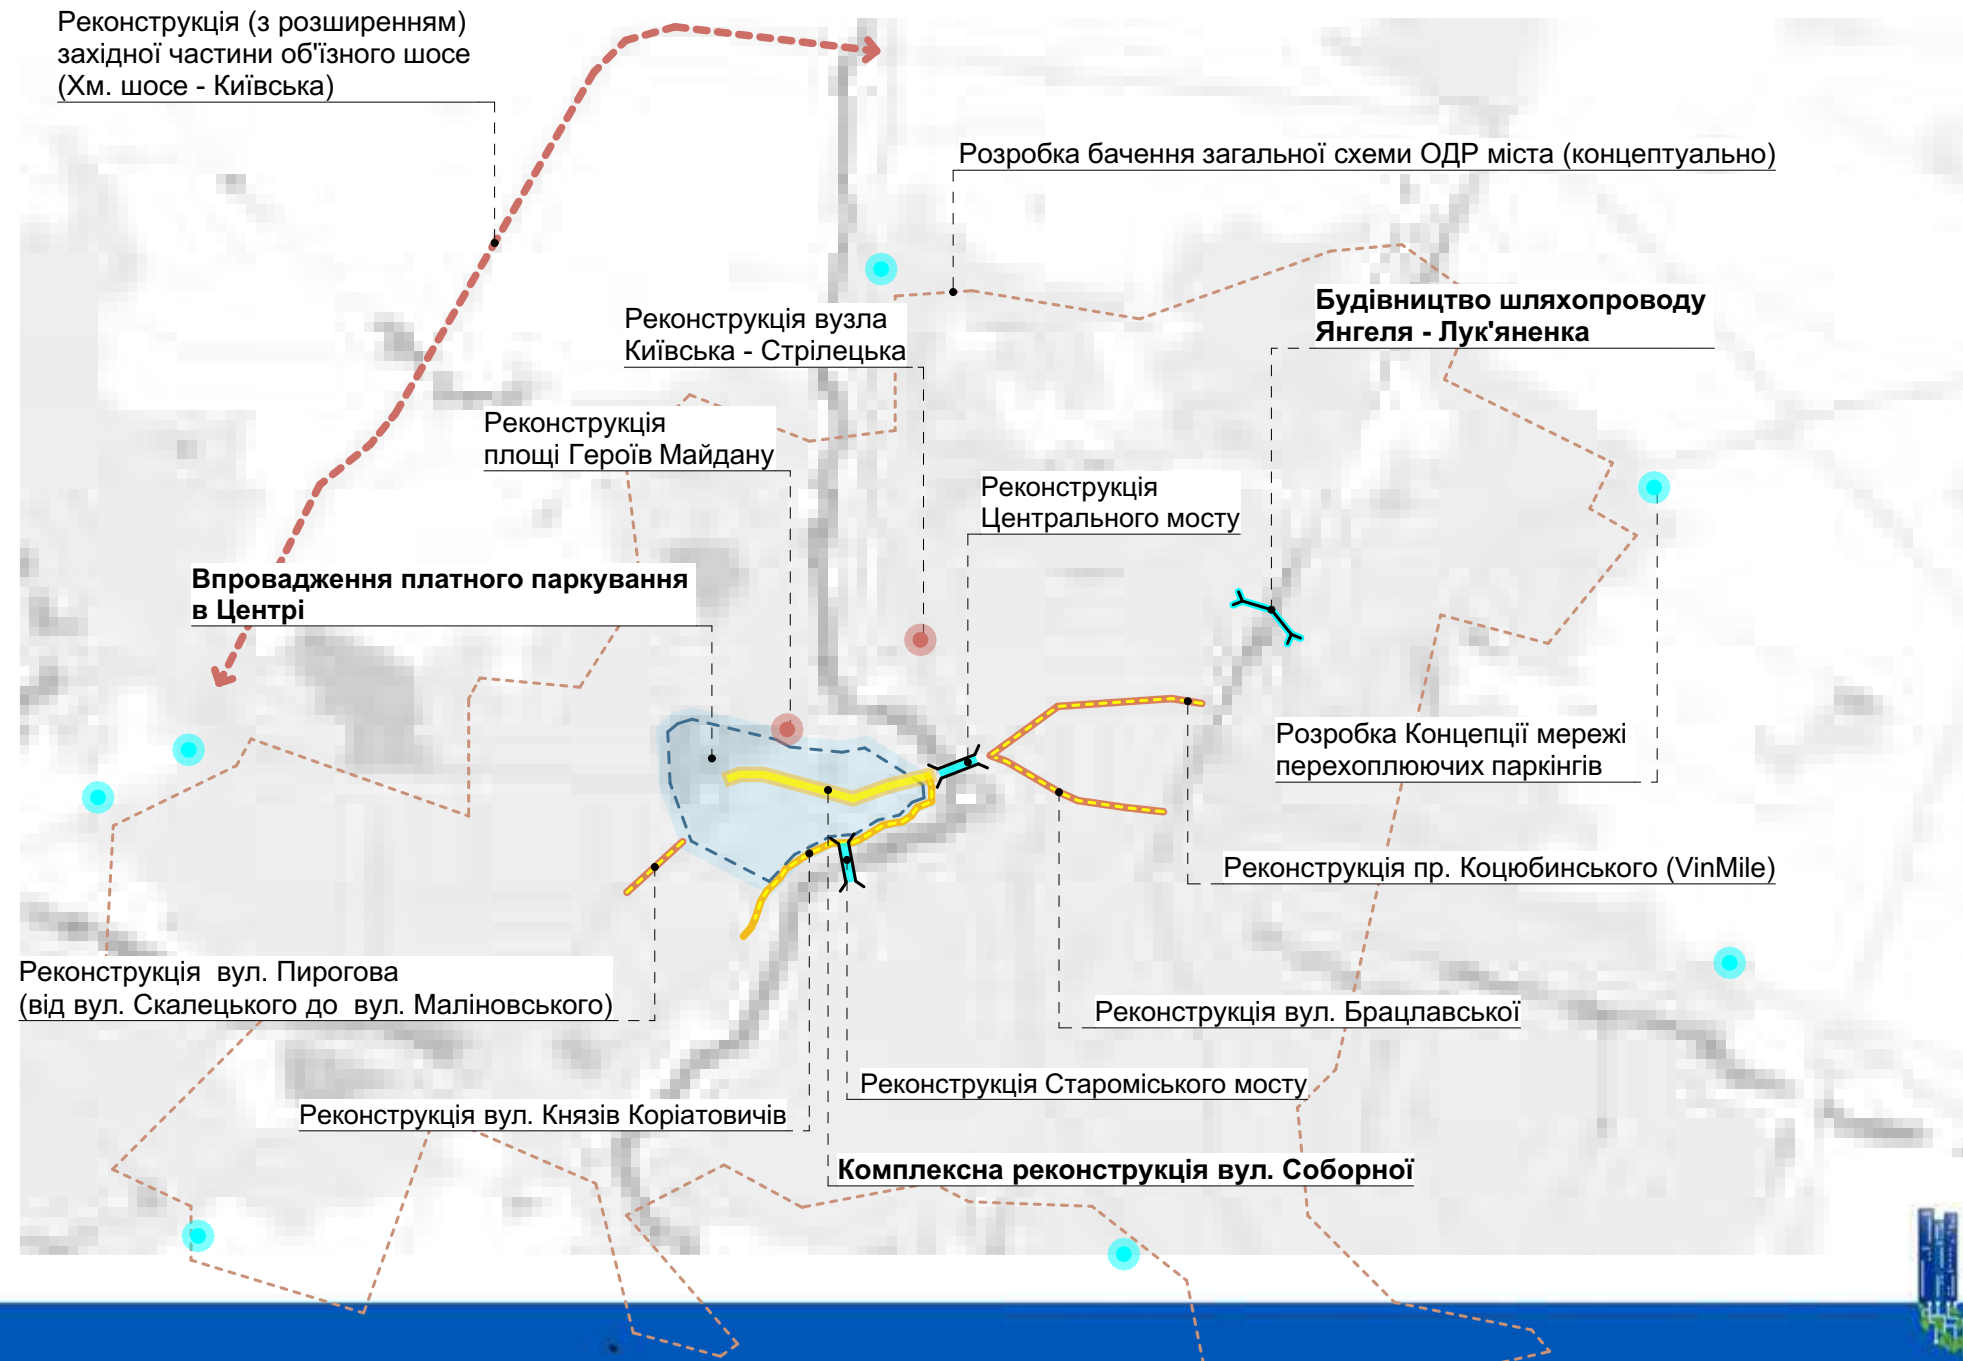 Реконструкція (з розширенням)
західної частини об'їзного шосе
(Хм. шосе - Київська)
Розробка бачення загальної схеми ОДР міста (концептуально)
Будівництво шляхопроводу
Янгеля - Лук'яненка
Реконструкція вузла
Київська - Стрілецька
Реконструкція
площі Героїв Майдану
Реконструкція
Центрального мосту
Впровадження платного паркування
в Центрі
Розробка Концепції мережі
перехоплюючих паркінгів
Реконструкція пр. Коцюбинського (VinMile)
Реконструкція вул. Пирогова
(від вул. Скалецького до вул. Маліновського)
Реконструкція вул. Брацлавської
Реконструкція Староміського мосту
Реконструкція вул. Князів Коріатовичів
Комплексна реконструкція вул. Соборної